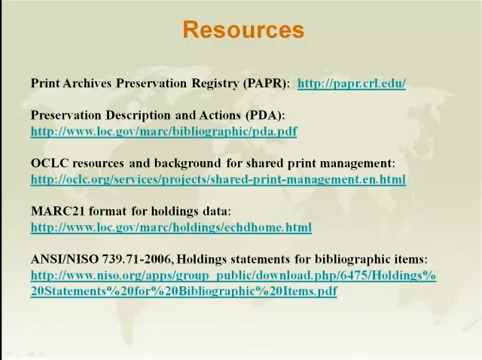 Resources
Print Archives Preservation Registry (PAPR): http://papr.crl.edu/
Preservation Description and Actions (PDA):
http://www.loc.gov/marc/bibliographic/pda.pdf
OCLC resources and background for shared print management:
http://oclc.org/services/projects/shared-print-management.en.html
MARC21 format for holdings data:
http://www.loc.gov/marc/holdings/echdhome.html
ANSI/NISO 739.71-2006, Holdings statements for bibliographic items:
http://www.niso.org/apps/group_public/download.php/6475/Holdings%
20Statements%20for%20Bibliographic%20Items.pdf